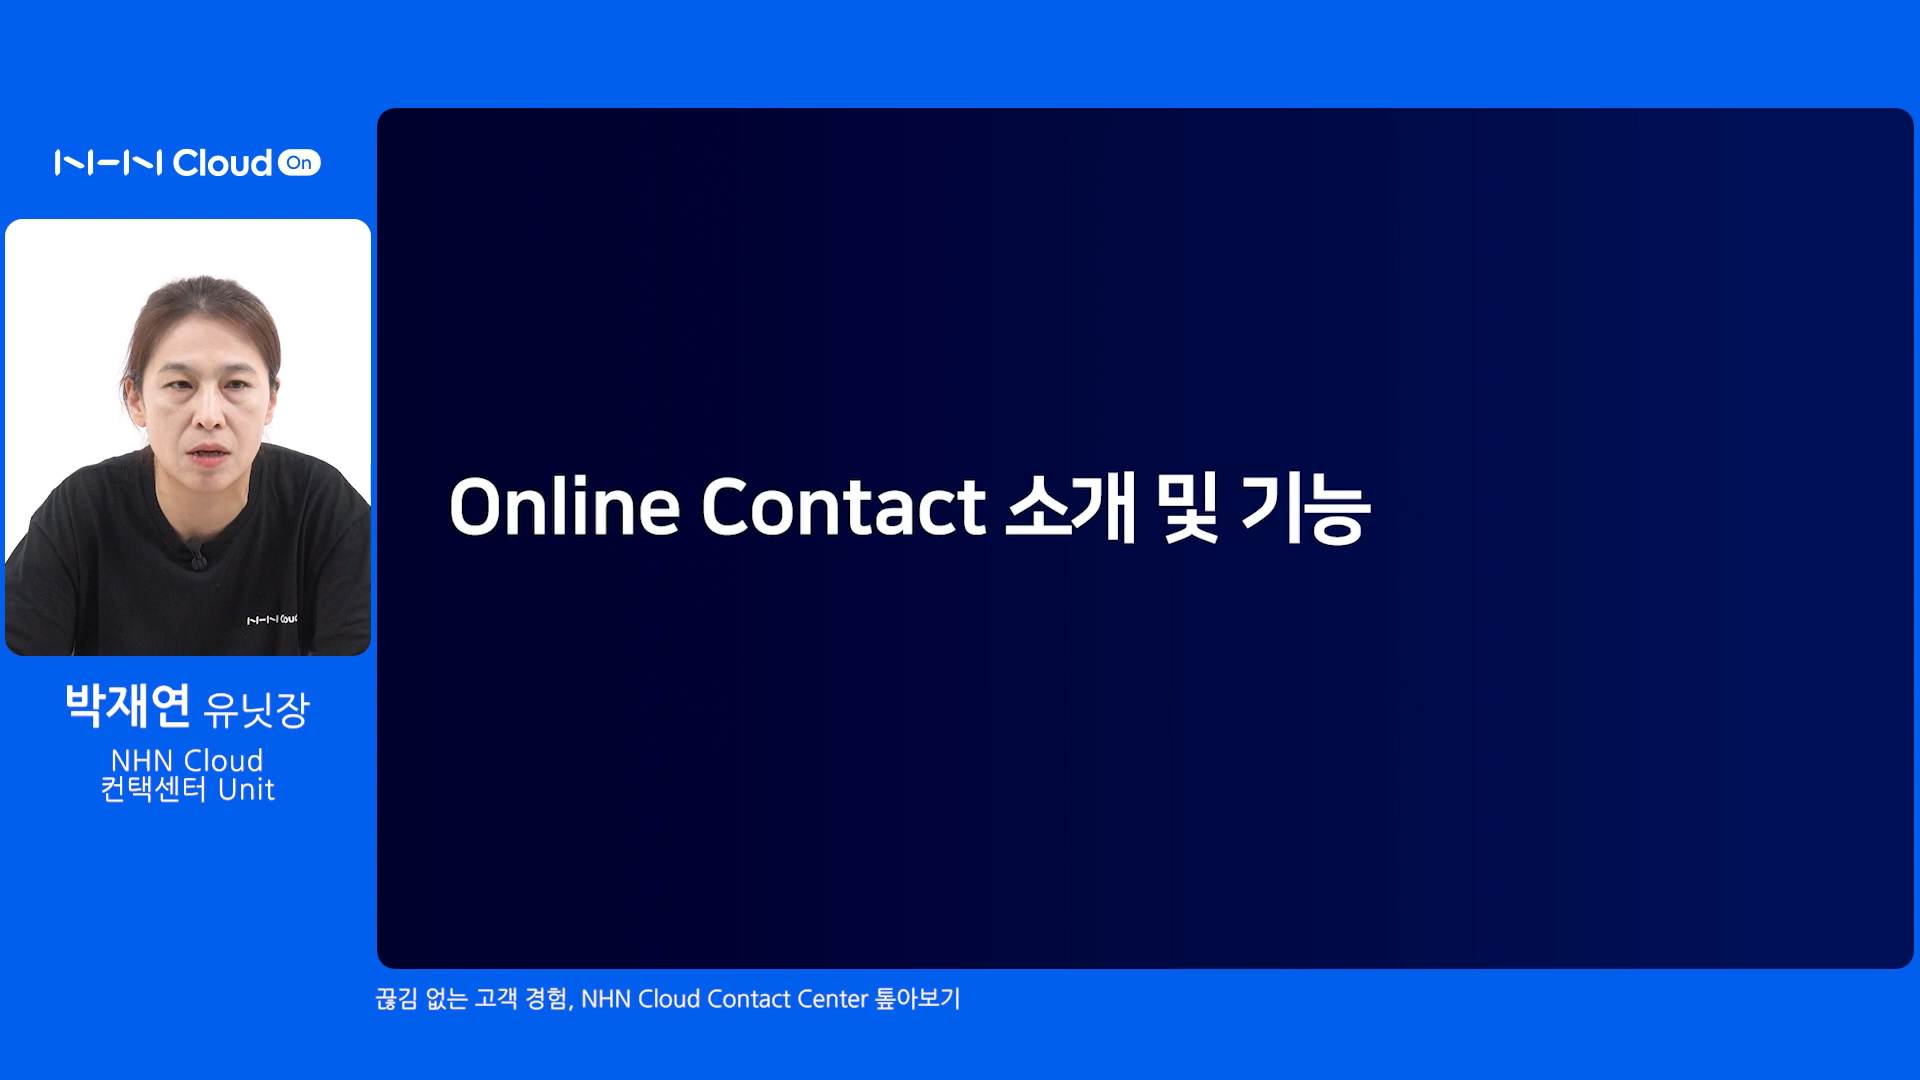 NHN Cloud On
NHN Cloud
박재연 유닛장
NHN Cloud
컨택센터 Unit
Online Contact 소개 및 기능
끊김 없는 고객 경험, NHN Cloud Contact Center 톺아보기